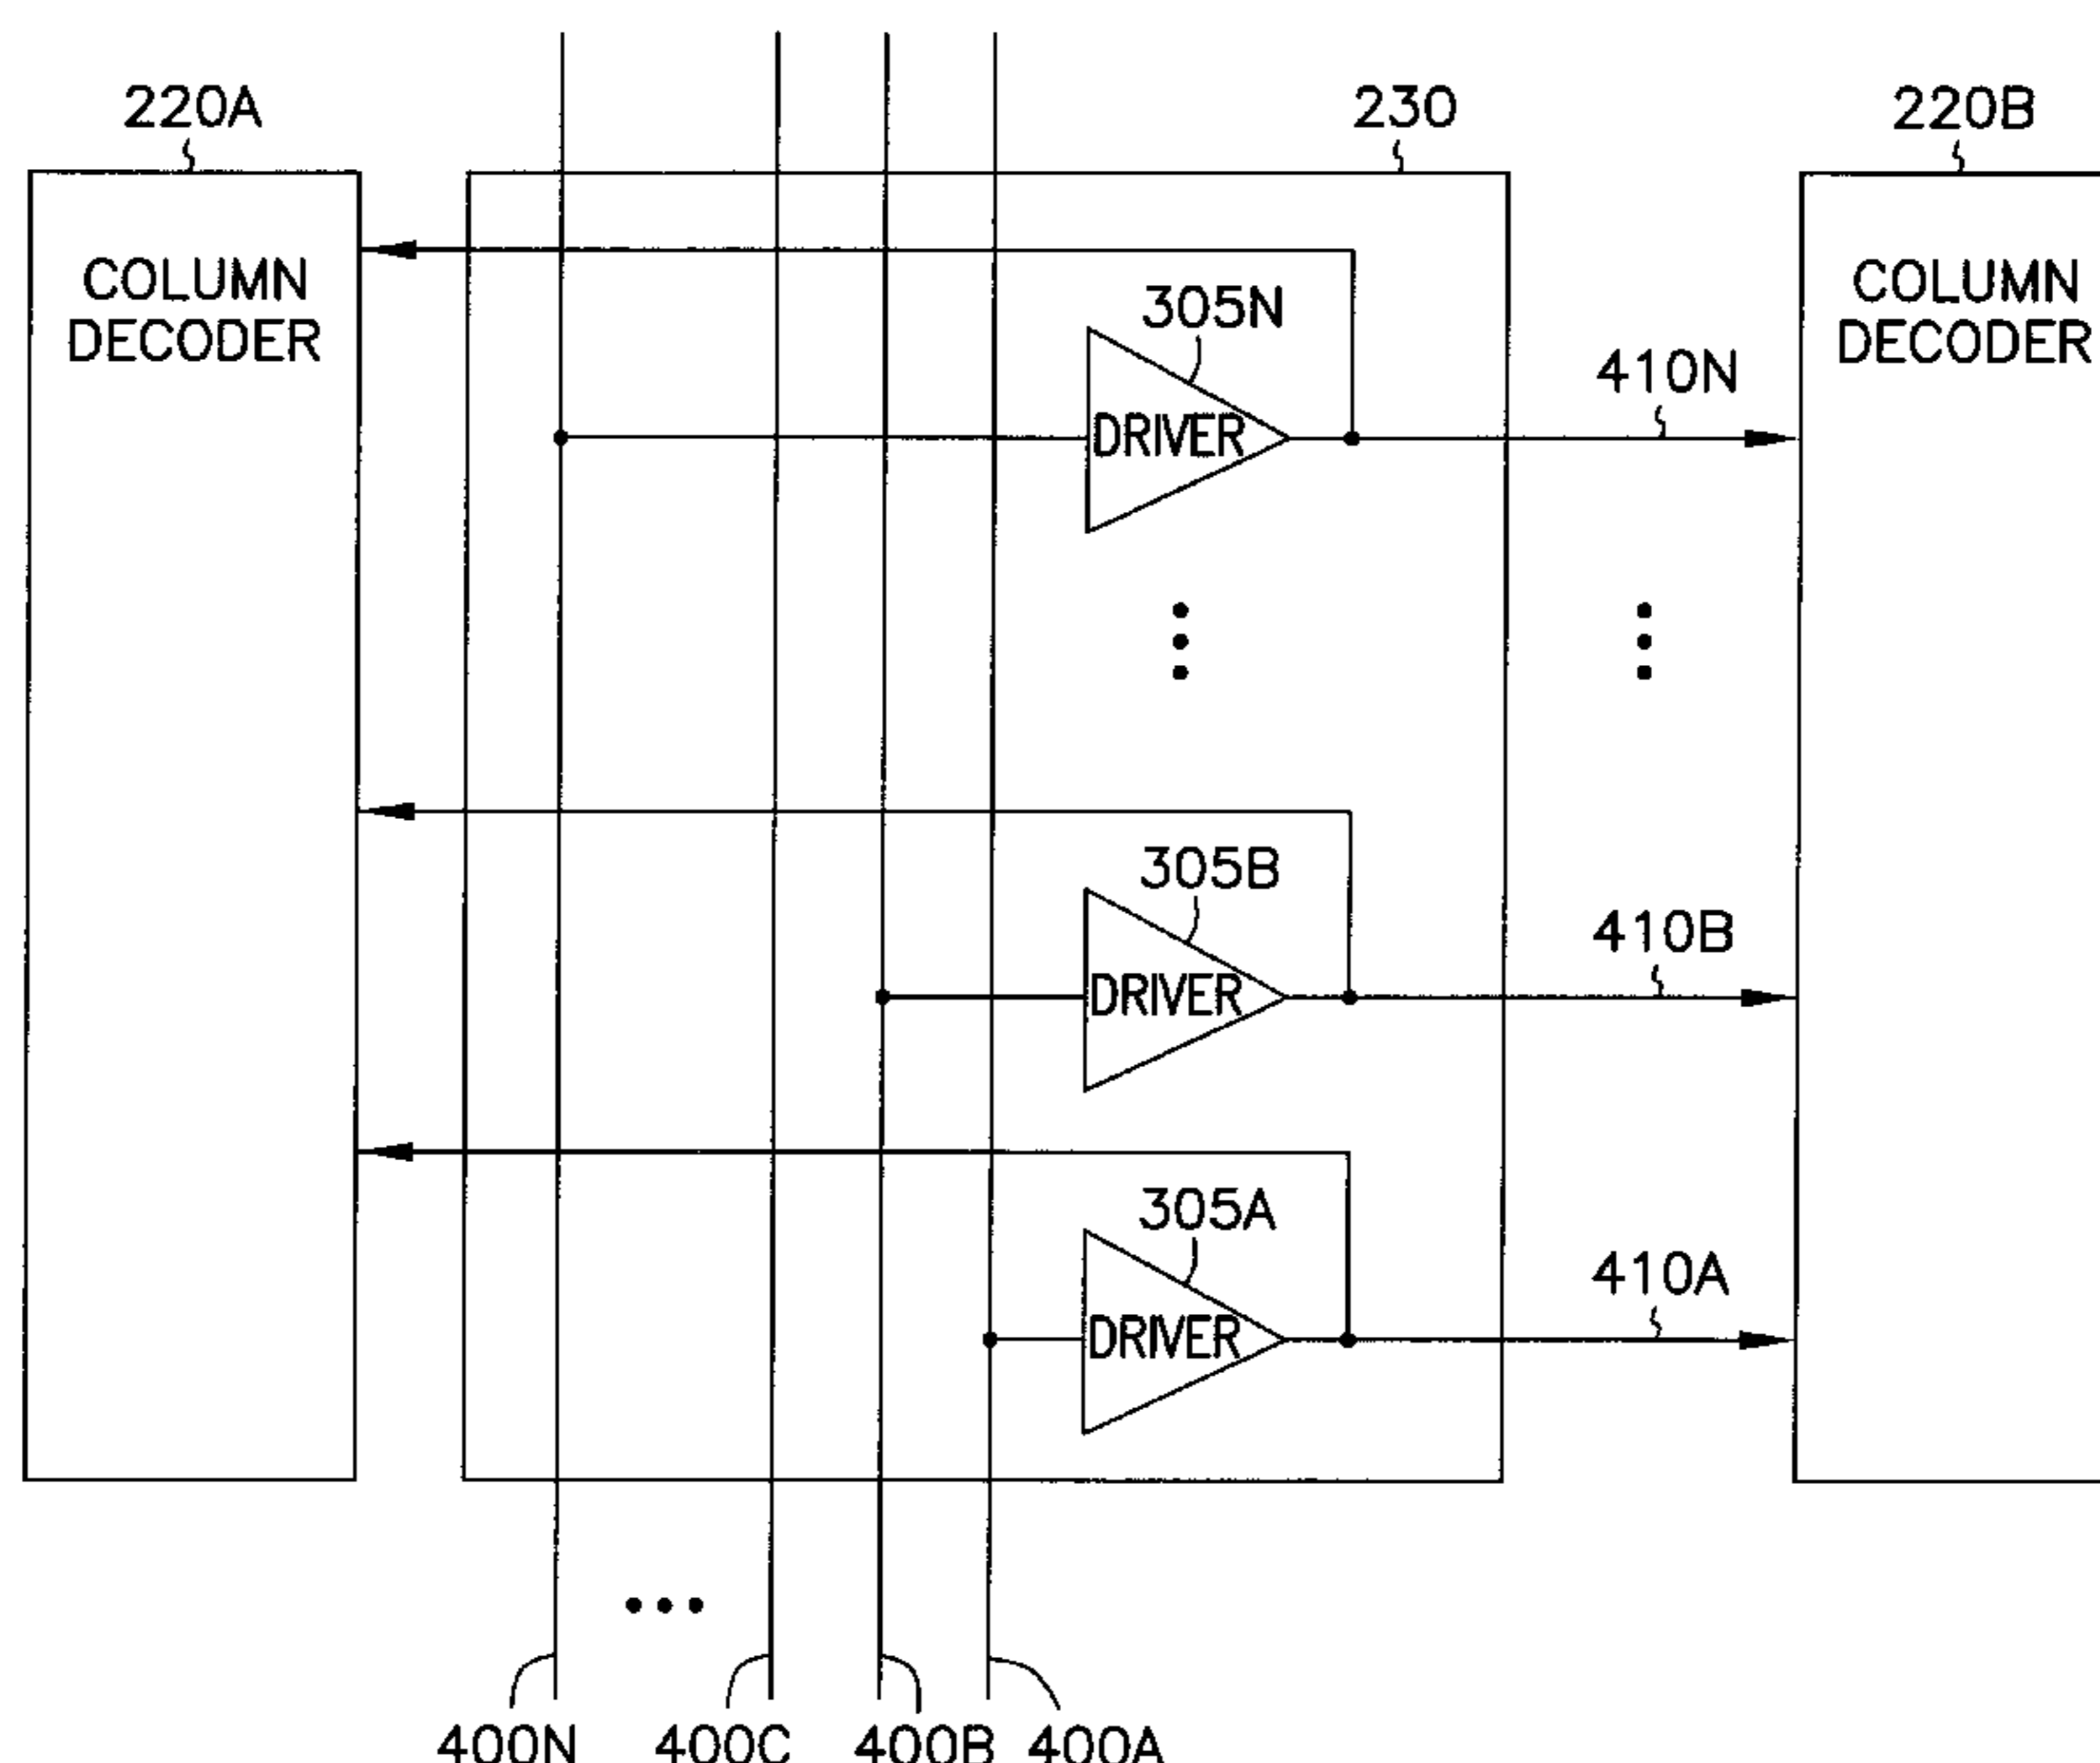 220A
230
220B
COLUMN
DECODER
COLUMN
DECODER
305N
DRIVER
410N
305B
DRIVER
410B
305A
DRIVER
410A
400N
400C
400B
400A